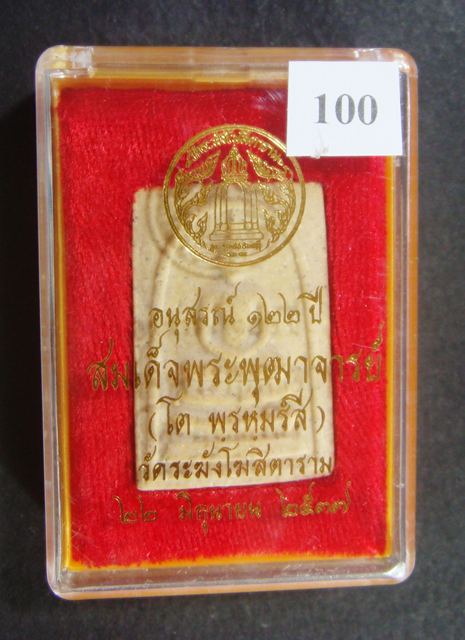 100
อนุสรณ์ ๑๒๒ ปี
สมเด็จพระพุฒาจารย์
(โต พรหมรังสี)
วัดระฆังโฆสิตาราม
๒๒ มิถุนายน ๒๕๓๗